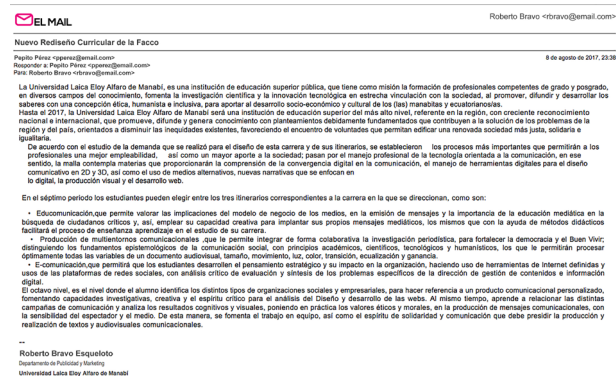 EL MAIL
Roberto Bravo <rbravo@email.com>
Nuevo Rediseño Curricular de la Facco
Pepito Pérez <pperez@email.com>
8 de agosto de 2017, 23:38
Responder a: Pepito Pérez <pperez@email.com>
Para: Roberto Bravo <rbravo@email.com>
La Universidad Laica Eloy Alfaro de Manabí, es una institución de educación superior pública, que tiene como misión la formación de profesionales competentes de grado y posgrado,
en diversos campos del conocimiento, fomenta la investigación científica y la innovación tecnológica en estrecha vinculación con la sociedad, al promover, difundir y desarrollar los
saberes con una concepción ética, humanista e inclusiva, para aportar al desarrollo socio-económico y cultural de los (las) manabitas y ecuatorianos/as.
Hasta el 2017, la Universidad Laica Eloy Alfaro de Manabí será una institución de educación superior del más alto nivel, referente en la región, con creciente reconocimiento
nacional e internacional, que promueve, difunde y genera conocimiento con planteamientos debidamente fundamentados que contribuyen a la solución de los problemas de la
región y del país, orientados a disminuir las inequidades existentes, favoreciendo el encuentro de voluntades que permitan edificar una renovada sociedad más justa, solidaria e
igualitaria.
De acuerdo con el estudio de la demanda que se realizó para el diseño de esta carrera y de sus itinerarios, se establecieron los procesos más importantes que permitirán a los
profesionales una mejor empleabilidad, así como un mayor aporte a la sociedad; pasan por el manejo profesional de la tecnología orientada a la comunicación, en ese
sentido, la malla contempla materias que proporcionarán la comprensión de la convergencia digital en la comunicación, el manejo de herramientas digitales para el diseño
comunicativo en 2D y 3D, así como el uso de medios alternativos, nuevas narrativas que se enfocan en
lo digital, la producción visual y el desarrollo web.
En el séptimo período los estudiantes pueden elegir entre los tres itinerarios correspondientes a la carrera en la que se direccionan, como son:
• Educomunicación,que permite valorar las implicaciones del modelo de negocio de los medios, en la emisión de mensajes y la importancia de la educación mediática en la
búsqueda de ciudadanos críticos y, así, emplear su capacidad creativa para implantar sus propios mensajes mediáticos, los mismos que con la ayuda de métodos didácticos
facilitará el proceso de enseñanza aprendizaje en el estudio de su carrera.
• Producción de multientornos comunicacionales ,que le permite integrar de forma colaborativa la investigación periodística, para fortalecer la democracia y el Buen Vivir;
distinguiendo los fundamentos epistemológicos de la comunicación social, con principios académicos, científicos, tecnológicos y humanísticos, los que le permitirán procesar
óptimamente todas las variables de un documento audiovisual, tamaño, movimiento, luz, color, transición, ecualización y ganancia.
• E-comunicación,que permitirá que los estudiantes desarrollen el pensamiento estratégico y su impacto en la organización, haciendo uso de herramientas de Internet definidas y
usos de las plataformas de redes sociales, con análisis crítico de evaluación y síntesis de los problemas específicos de la dirección de gestión de contenidos e información
digital.
El octavo nivel, es el nivel donde el alumno identifica los distintos tipos de organizaciones sociales y empresariales, para hacer referencia a un producto comunicacional personalizado,
fomentando capacidades investigativas, creativa y el espíritu crítico para el análisis del Diseño y desarrollo de las webs. Al mismo tiempo, aprende a relacionar las distintas
campañas de comunicación y analiza los resultados cognitivos y visuales, poniendo en práctica los valores éticos y morales, en la producción de mensajes comunicacionales, con
la sensibilidad del espectador y el medio. De esta manera, se fomenta el trabajo en equipo, así como el espíritu de solidaridad y comunicación que debe presidir la producción y
realización de textos y audiovisuales comunicacionales.
--
Roberto Bravo Esqueloto
Departamento de Publicidad y Marketing
Universidad Laica Eloy Alfaro de Manabí